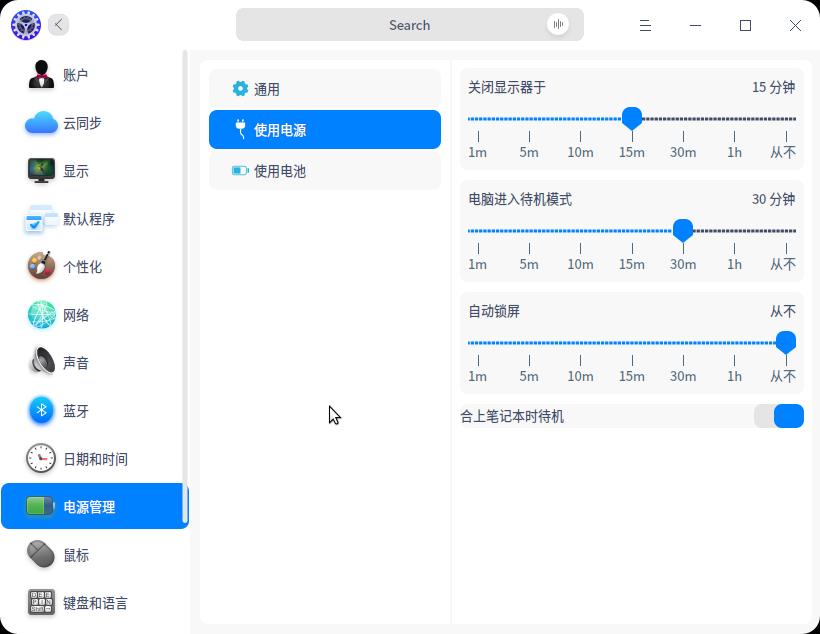 Search
账户
云同步
显示
默认程序
个性化
网络
声音
蓝牙
日期和时间
电源管理
鼠标
键盘和语言
通用
使用电源
使用电池
关闭显示器于 15 分钟
1m 5m 10m 15m 30m 1h 从不
电脑进入待机模式 30 分钟
1m 5m 10m 15m 30m 1h 从不
自动锁屏 从不
1m 5m 10m 15m 30m 1h 从不
合上笔记本时待机